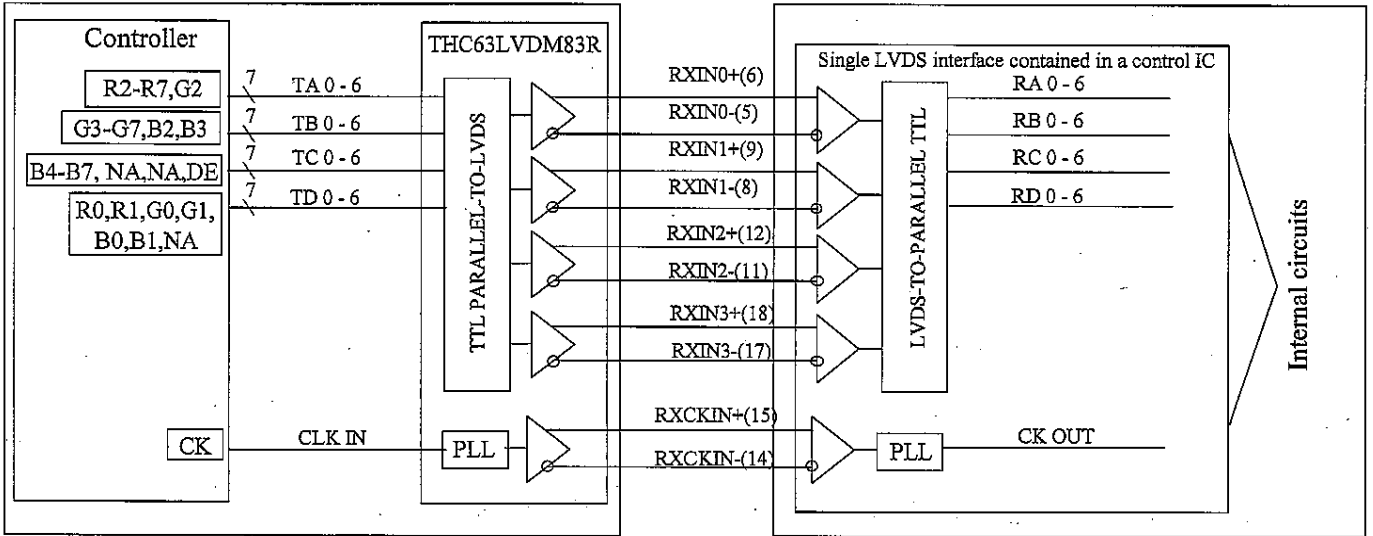 Controller
R2-R7,G2
G3-G7,B2,B3
B4-B7, NA,NA,DE
R0,R1,G0,G1,
B0,B1,NA
CK
7
TA 0 - 6
7
TB 0 - 6
7
TC 0 - 6
7
TD 0 - 6
CLK IN
THC63LVDM83R
TTL PARALLEL-TO-LVDS
PLL
RXIN0+(6)
RXIN0-(5)
RXIN1+(9)
RXIN1-(8)
RXIN2+(12)
RXIN2-(11)
RXIN3+(18)
RXIN3-(17)
RXCKIN+(15)
RXCKIN-(14)
Single LVDS interface contained in a control IC
LVDS-TO-PARALLEL TTL
PLL
RA 0 - 6
RB 0 - 6
RC 0 - 6
RD 0 - 6
CK OUT
Internal circuits